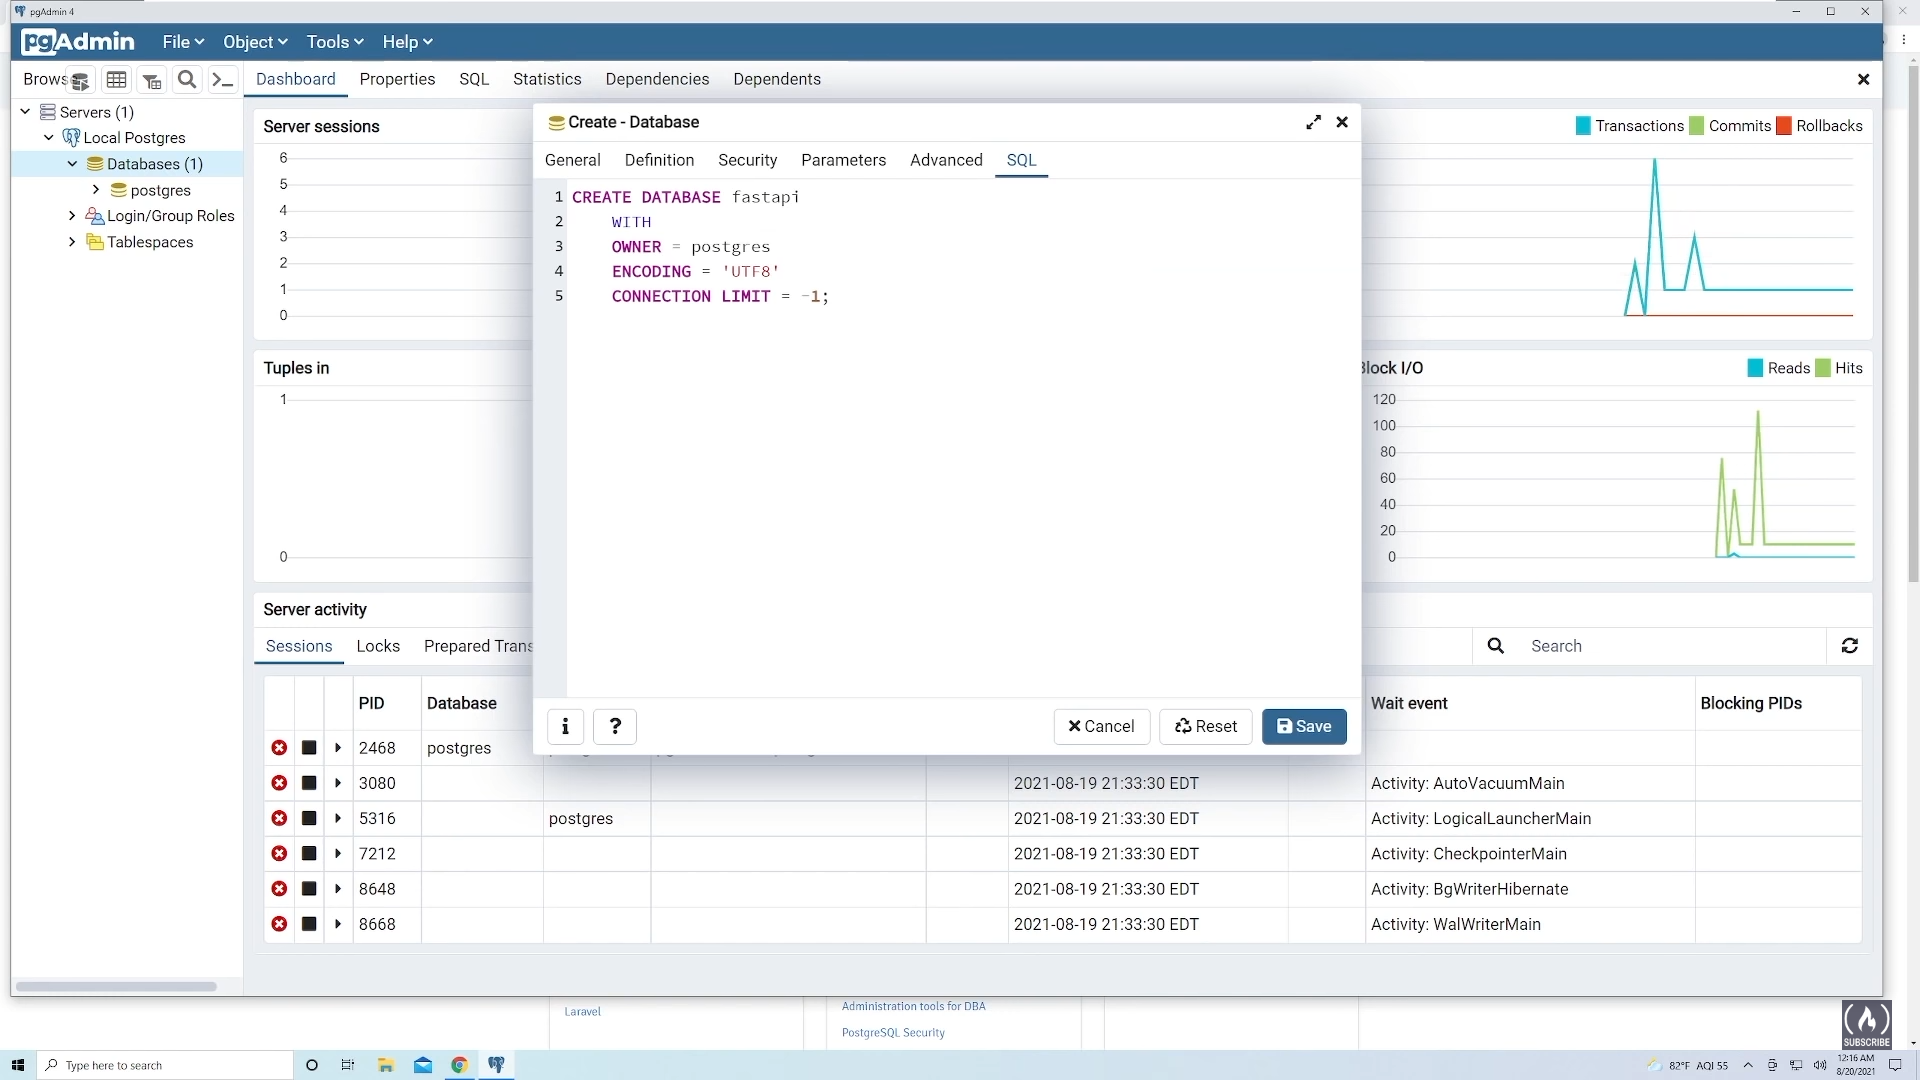 pgAdmin 4
pgAdmin File Object Tools Help
Brows Dashboard Properties SQL Statistics Dependencies Dependents
Servers (1)
Local Postgres
Databases (1)
postgres
Login/Group Roles
Tablespaces
Server sessions
6
5
4
3
2
1
0
Transactions Commits Rollbacks
Tuples in
1
0
Block I/O Reads Hits
120
100
80
60
40
20
0
Create - Database
General Definition Security Parameters Advanced SQL
1 CREATE DATABASE fastapi
2 WITH
3 OWNER = postgres
4 ENCODING = 'UTF8'
5 CONNECTION LIMIT = -1;
i ? Cancel Reset Save
Server activity
Sessions Locks Prepared Trans Search
PID Database Wait event Blocking PIDs
2468 postgres
3080 2021-08-19 21:33:30 EDT Activity: AutoVacuumMain
5316 postgres 2021-08-19 21:33:30 EDT Activity: LogicalLauncherMain
7212 2021-08-19 21:33:30 EDT Activity: CheckpointerMain
8648 2021-08-19 21:33:30 EDT Activity: BgWriterHibernate
8668 2021-08-19 21:33:30 EDT Activity: WalWriterMain
Laravel
Administration tools for DBA
PostgreSQL Security
SUBSCRIBE
Type here to search
82°F AQI 55
12:16 AM
8/20/2021